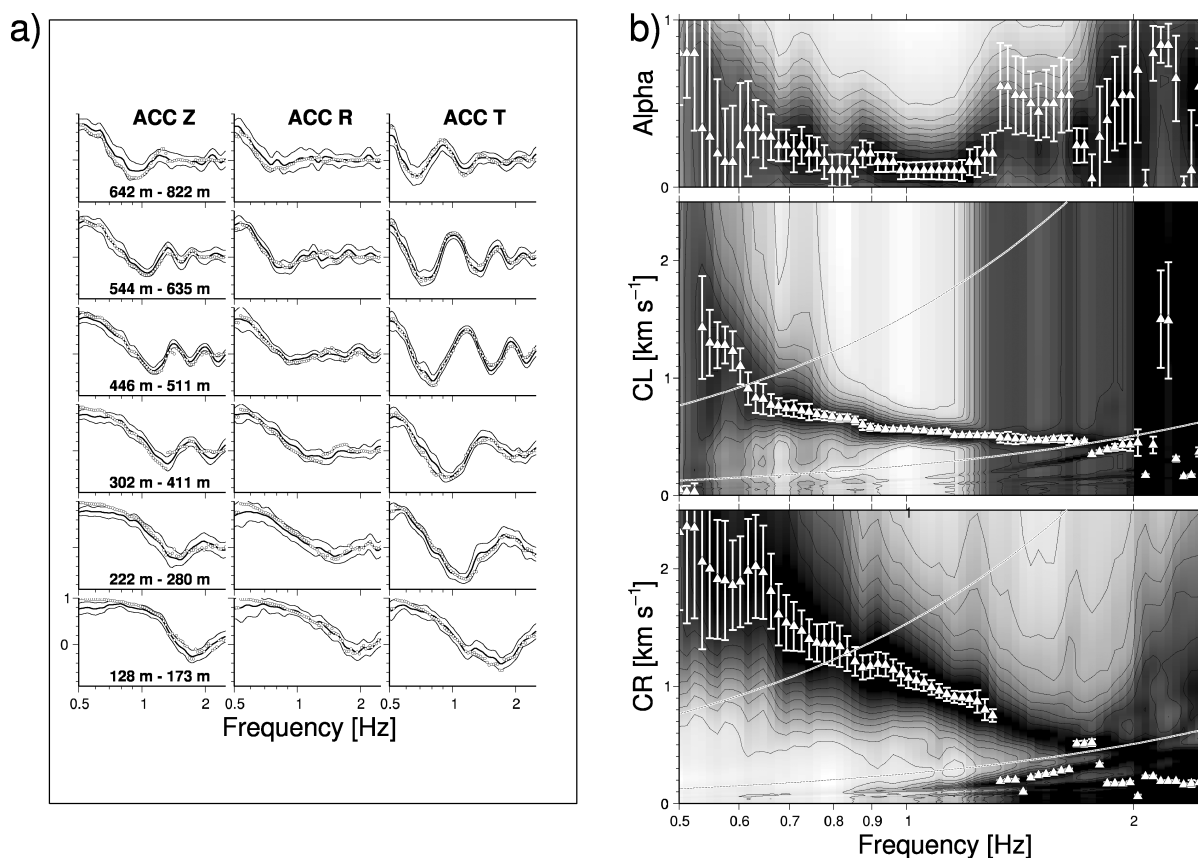 a)
ACC Z ACC R ACC T
642 m - 822 m
544 m - 635 m
446 m - 511 m
302 m - 411 m
222 m - 280 m
1
0
128 m - 173 m
0.5 1 2 0.5 1 2 0.5 1 2
Frequency [Hz]
b)
1
Alpha
0
2
CL [km s⁻¹]
1
0
2
CR [km s⁻¹]
1
0
0.5 0.6 0.7 0.8 0.9 1 2
Frequency [Hz]